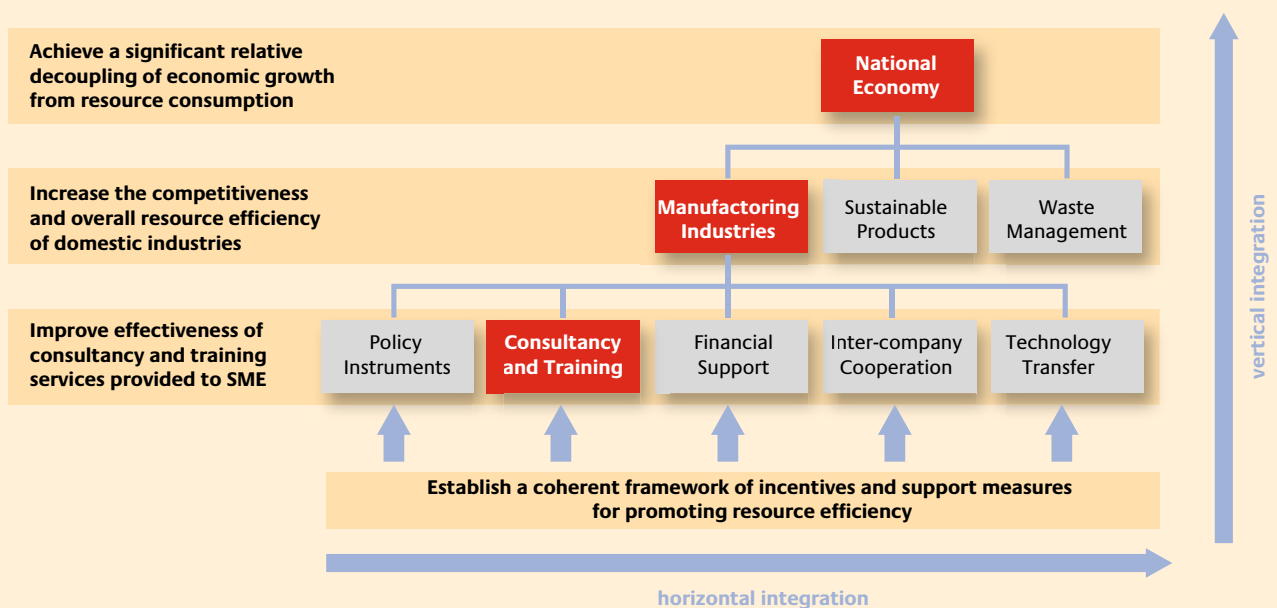 Achieve a significant relative
decoupling of economic growth
from resource consumption
National
Economy
Increase the competitiveness
and overall resource efficiency
of domestic industries
Manufactoring
Industries
Sustainable
Products
Waste
Management
Improve effectiveness of
consultancy and training
services provided to SME
Policy
Instruments
Consultancy
and Training
Financial
Support
Inter-company
Cooperation
Technology
Transfer
Establish a coherent framework of incentives and support measures
for promoting resource efficiency
horizontal integration
vertical integration